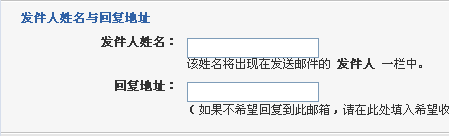 发件人姓名与回复地址
发件人姓名：
该姓名将出现在发送邮件的 发件人 一栏中。
回复地址：
（如果不希望回复到此邮箱，请在此处填入希望收